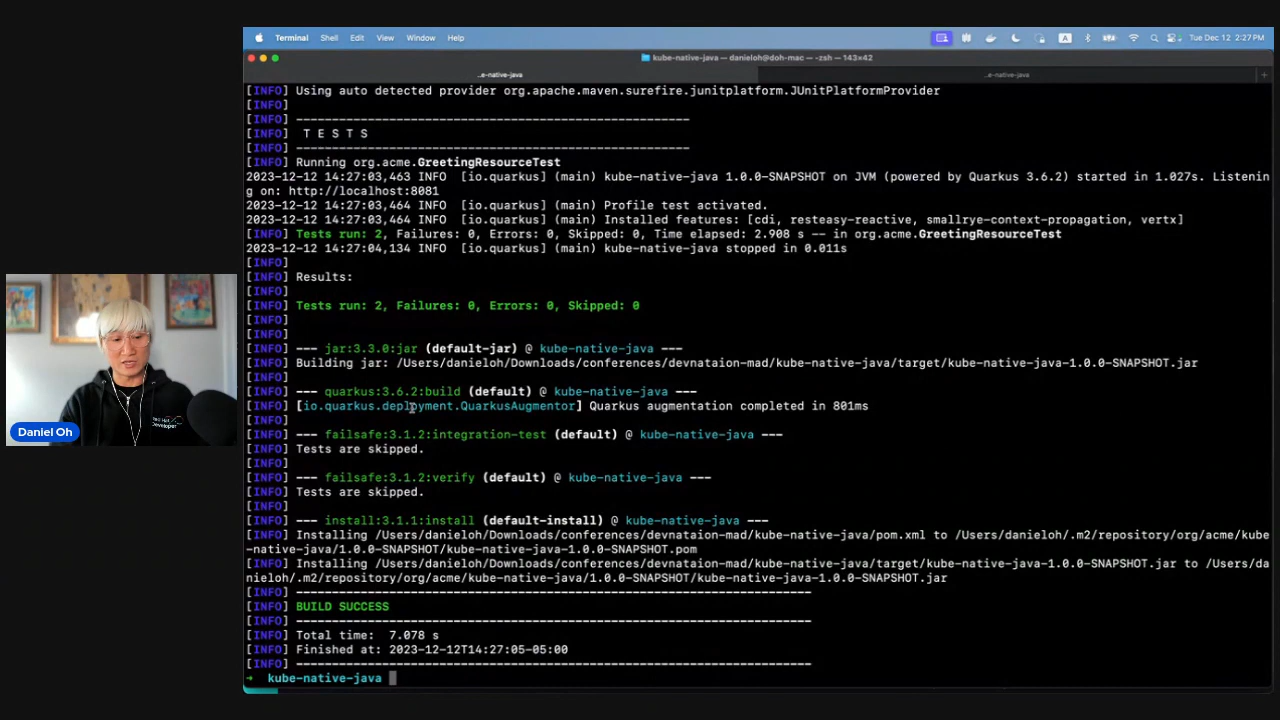 Terminal Shell Edit View Window Help
A
Tue Dec 12 2:27 PM
kube-native-java — danieloh@doh-mac — -zsh — 143×42
..e-native-java
..e-native-java
[INFO] Using auto detected provider org.apache.maven.surefire.junitplatform.JUnitPlatformProvider
[INFO]
[INFO] -------------------------------------------------------
[INFO]  T E S T S
[INFO] -------------------------------------------------------
[INFO] Running org.acme.GreetingResourceTest
2023-12-12 14:27:03,463 INFO  [io.quarkus] (main) kube-native-java 1.0.0-SNAPSHOT on JVM (powered by Quarkus 3.6.2) started in 1.027s. Listenin
g on: http://localhost:8081
2023-12-12 14:27:03,464 INFO  [io.quarkus] (main) Profile test activated.
2023-12-12 14:27:03,464 INFO  [io.quarkus] (main) Installed features: [cdi, resteasy-reactive, smallrye-context-propagation, vertx]
[INFO] Tests run: 2, Failures: 0, Errors: 0, Skipped: 0, Time elapsed: 2.908 s -- in org.acme.GreetingResourceTest
2023-12-12 14:27:04,134 INFO  [io.quarkus] (main) kube-native-java stopped in 0.011s
[INFO]
[INFO] Results:
[INFO]
[INFO] Tests run: 2, Failures: 0, Errors: 0, Skipped: 0
[INFO]
[INFO]
[INFO] --- jar:3.3.0:jar (default-jar) @ kube-native-java ---
[INFO] Building jar: /Users/danieloh/Downloads/conferences/devnataion-mad/kube-native-java/target/kube-native-java-1.0.0-SNAPSHOT.jar
[INFO]
[INFO] --- quarkus:3.6.2:build (default) @ kube-native-java ---
[INFO] [io.quarkus.deployment.QuarkusAugmentor] Quarkus augmentation completed in 801ms
[INFO]
[INFO] --- failsafe:3.1.2:integration-test (default) @ kube-native-java ---
[INFO] Tests are skipped.
[INFO]
[INFO] --- failsafe:3.1.2:verify (default) @ kube-native-java ---
[INFO] Tests are skipped.
[INFO]
[INFO] --- install:3.1.1:install (default-install) @ kube-native-java ---
[INFO] Installing /Users/danieloh/Downloads/conferences/devnataion-mad/kube-native-java/pom.xml to /Users/danieloh/.m2/repository/org/acme/kube
-native-java/1.0.0-SNAPSHOT/kube-native-java-1.0.0-SNAPSHOT.pom
[INFO] Installing /Users/danieloh/Downloads/conferences/devnataion-mad/kube-native-java/target/kube-native-java-1.0.0-SNAPSHOT.jar to /Users/da
nieloh/.m2/repository/org/acme/kube-native-java/1.0.0-SNAPSHOT/kube-native-java-1.0.0-SNAPSHOT.jar
[INFO] ------------------------------------------------------------------------
[INFO] BUILD SUCCESS
[INFO] ------------------------------------------------------------------------
[INFO] Total time:  7.078 s
[INFO] Finished at: 2023-12-12T14:27:05-05:00
[INFO] ------------------------------------------------------------------------
➜  kube-native-java
Red Hat
Developer
Daniel Oh